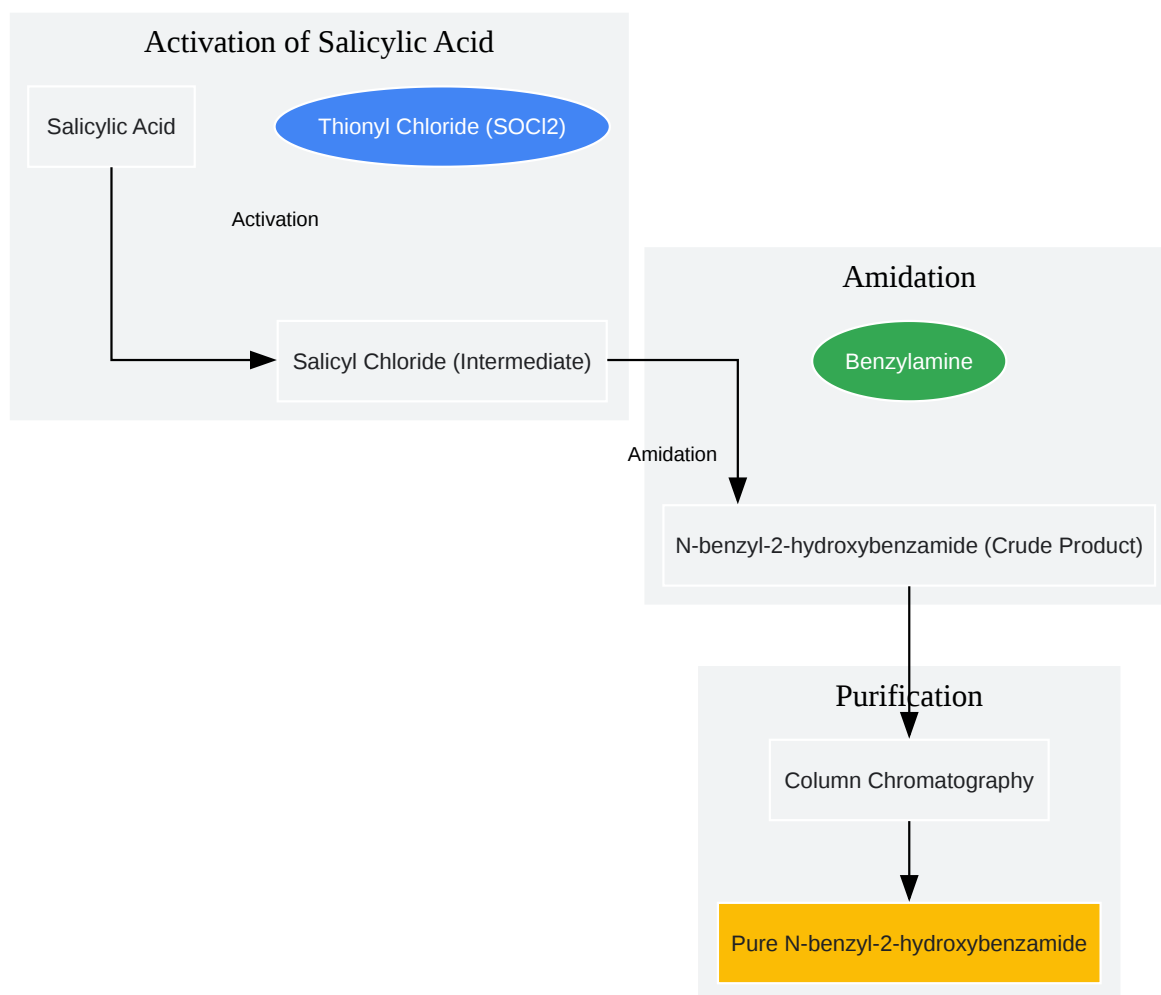 Activation of Salicylic Acid
Salicylic Acid
Thionyl Chloride (SOCl2)
Activation
Salicyl Chloride (Intermediate)
Amidation
Benzylamine
Amidation
N-benzyl-2-hydroxybenzamide (Crude Product)
Purification
Column Chromatography
Pure N-benzyl-2-hydroxybenzamide